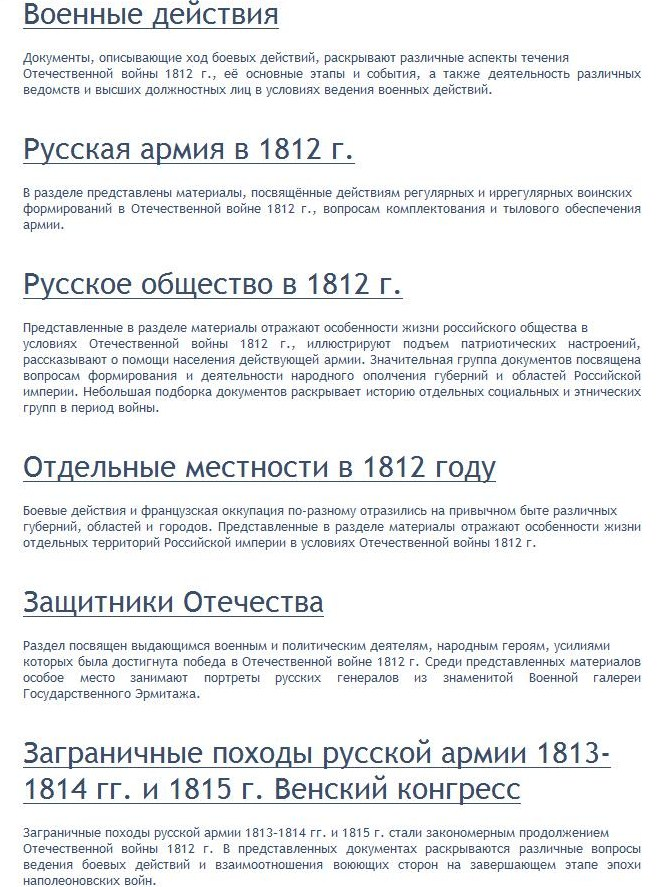 Военные действия
Документы, описывающие ход боевых действий, раскрывают различные аспекты течения
Отечественной войны 1812 г., её основные этапы и события, а также деятельность различных
ведомств и высших должностных лиц в условиях ведения военных действий.
Русская армия в 1812 г.
В разделе представлены материалы, посвящённые действиям регулярных и иррегулярных воинских
формирований в Отечественной войне 1812 г., вопросам комплектования и тылового обеспечения
армии.
Русское общество в 1812 г.
Представленные в разделе материалы отражают особенности жизни российского общества в
условиях Отечественной войны 1812 г., иллюстрируют подъем патриотических настроений,
рассказывают о помощи населения действующей армии. Значительная группа документов посвящена
вопросам формирования и деятельности народного ополчения губерний и областей Российской
империи. Небольшая подборка документов раскрывает историю отдельных социальных и этнических
групп в период войны.
Отдельные местности в 1812 году
Боевые действия и французская оккупация по-разному отразились на привычном быте различных
губерний, областей и городов. Представленные в разделе материалы отражают особенности жизни
отдельных территорий Российской империи в условиях Отечественной войны 1812 г.
Защитники Отечества
Раздел посвящен выдающимся военным и политическим деятелям, народным героям, усилиями
которых была достигнута победа в Отечественной войне 1812 г. Среди представленных материалов
особое место занимают портреты русских генералов из знаменитой Военной галереи
Государственного Эрмитажа.
Заграничные походы русской армии 1813-
1814 гг. и 1815 г. Венский конгресс
Заграничные походы русской армии 1813-1814 гг. и 1815 г. стали закономерным продолжением
Отечественной войны 1812 г. В представленных документах раскрываются различные вопросы
ведения боевых действий и взаимоотношения воюющих сторон на завершающем этапе эпохи
наполеоновских войн.